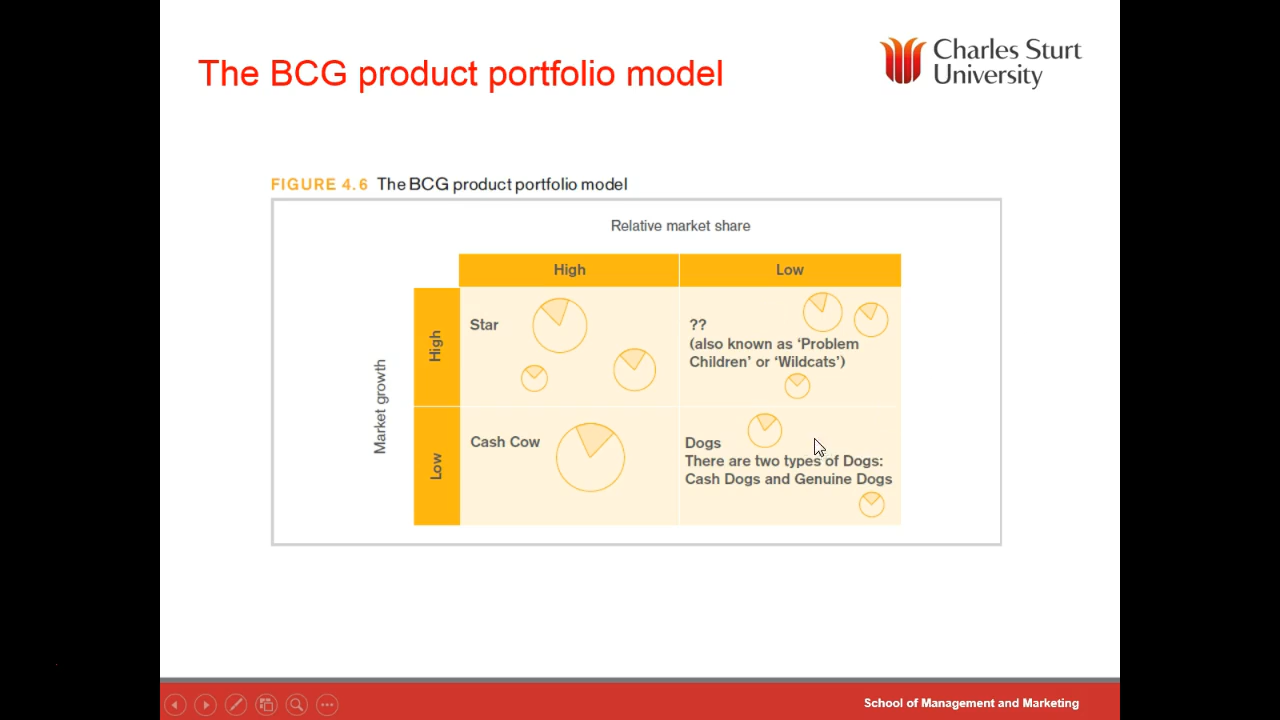 The BCG product portfolio model
Charles Sturt
University
FIGURE 4.6 The BCG product portfolio model
Relative market share
High
Low
Market growth
High
Star
??
(also known as 'Problem
Children' or 'Wildcats')
Low
Cash Cow
Dogs
There are two types of Dogs:
Cash Dogs and Genuine Dogs
School of Management and Marketing